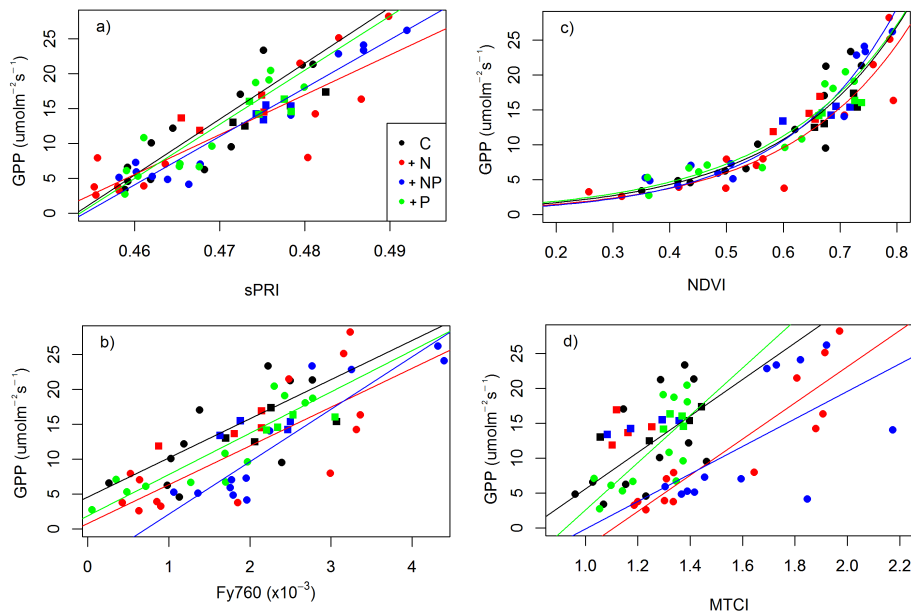 a)
GPP (umolm⁻²s⁻¹)
0 5 10 15 20 25
0.46 0.47 0.48 0.49
sPRI
C
+ N
+ NP
+ P
c)
GPP (umolm⁻²s⁻¹)
0 5 10 15 20 25
0.2 0.3 0.4 0.5 0.6 0.7 0.8
NDVI
b)
GPP (umolm⁻²s⁻¹)
0 5 10 15 20 25
0 1 2 3 4
Fy760 (x10⁻³)
d)
GPP (umolm⁻²s⁻¹)
0 5 10 15 20 25
1.0 1.2 1.4 1.6 1.8 2.0 2.2
MTCI